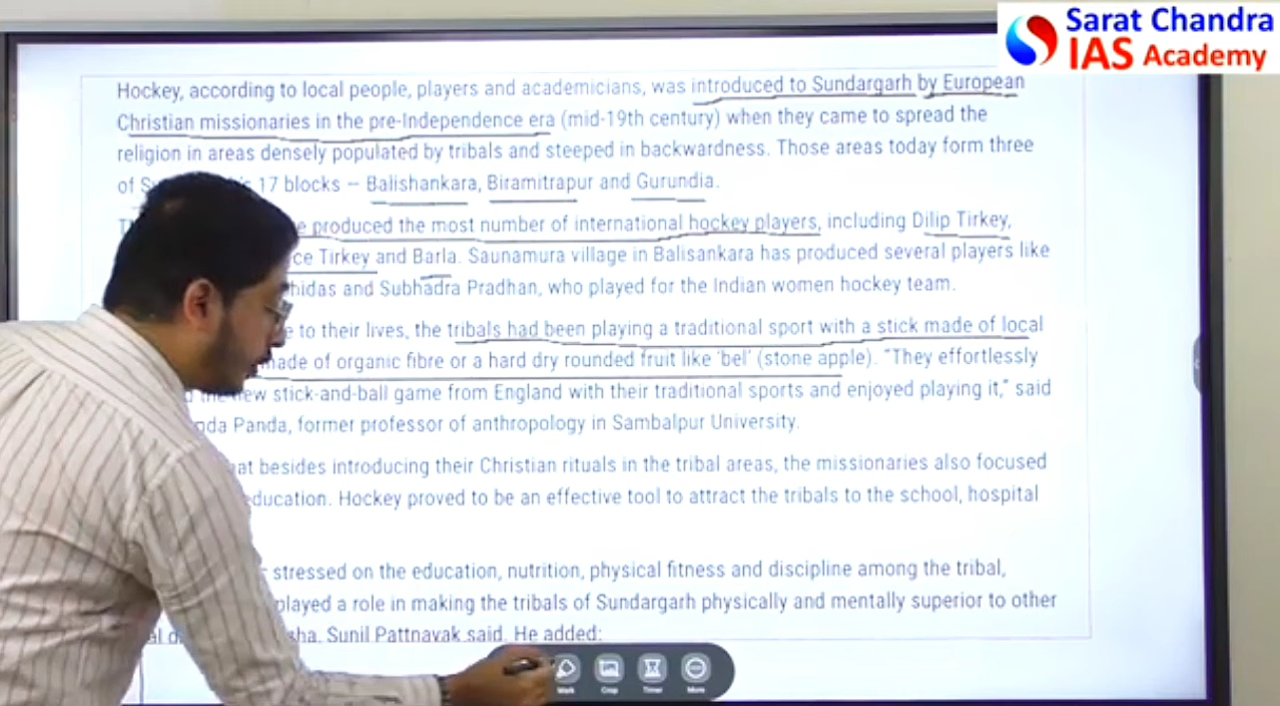 Sarat Chandra
IAS Academy
Hockey, according to local people, players and academicians, was introduced to Sundargarh by European
Christian missionaries in the pre-Independence era (mid-19th century) when they came to spread the
religion in areas densely populated by tribals and steeped in backwardness. Those areas today form three
of 17 blocks — Balishankara, Biramitrapur and Gurundia.
produced the most number of international hockey players, including Dilip Tirkey,
Tirkey and Barla. Saunamura village in Balisankara has produced several players like
and Subhadra Pradhan, who played for the Indian women hockey team.
to their lives, the tribals had been playing a traditional sport with a stick made of local
made of organic fibre or a hard dry rounded fruit like 'bel' (stone apple). "They effortlessly
new stick-and-ball game from England with their traditional sports and enjoyed playing it," said
Panda, former professor of anthropology in Sambalpur University.
besides introducing their Christian rituals in the tribal areas, the missionaries also focused
education. Hockey proved to be an effective tool to attract the tribals to the school, hospital
stressed on the education, nutrition, physical fitness and discipline among the tribal,
played a role in making the tribals of Sundargarh physically and mentally superior to other
Sunil Pattnayak said. He added:
Mark Crop Timer More